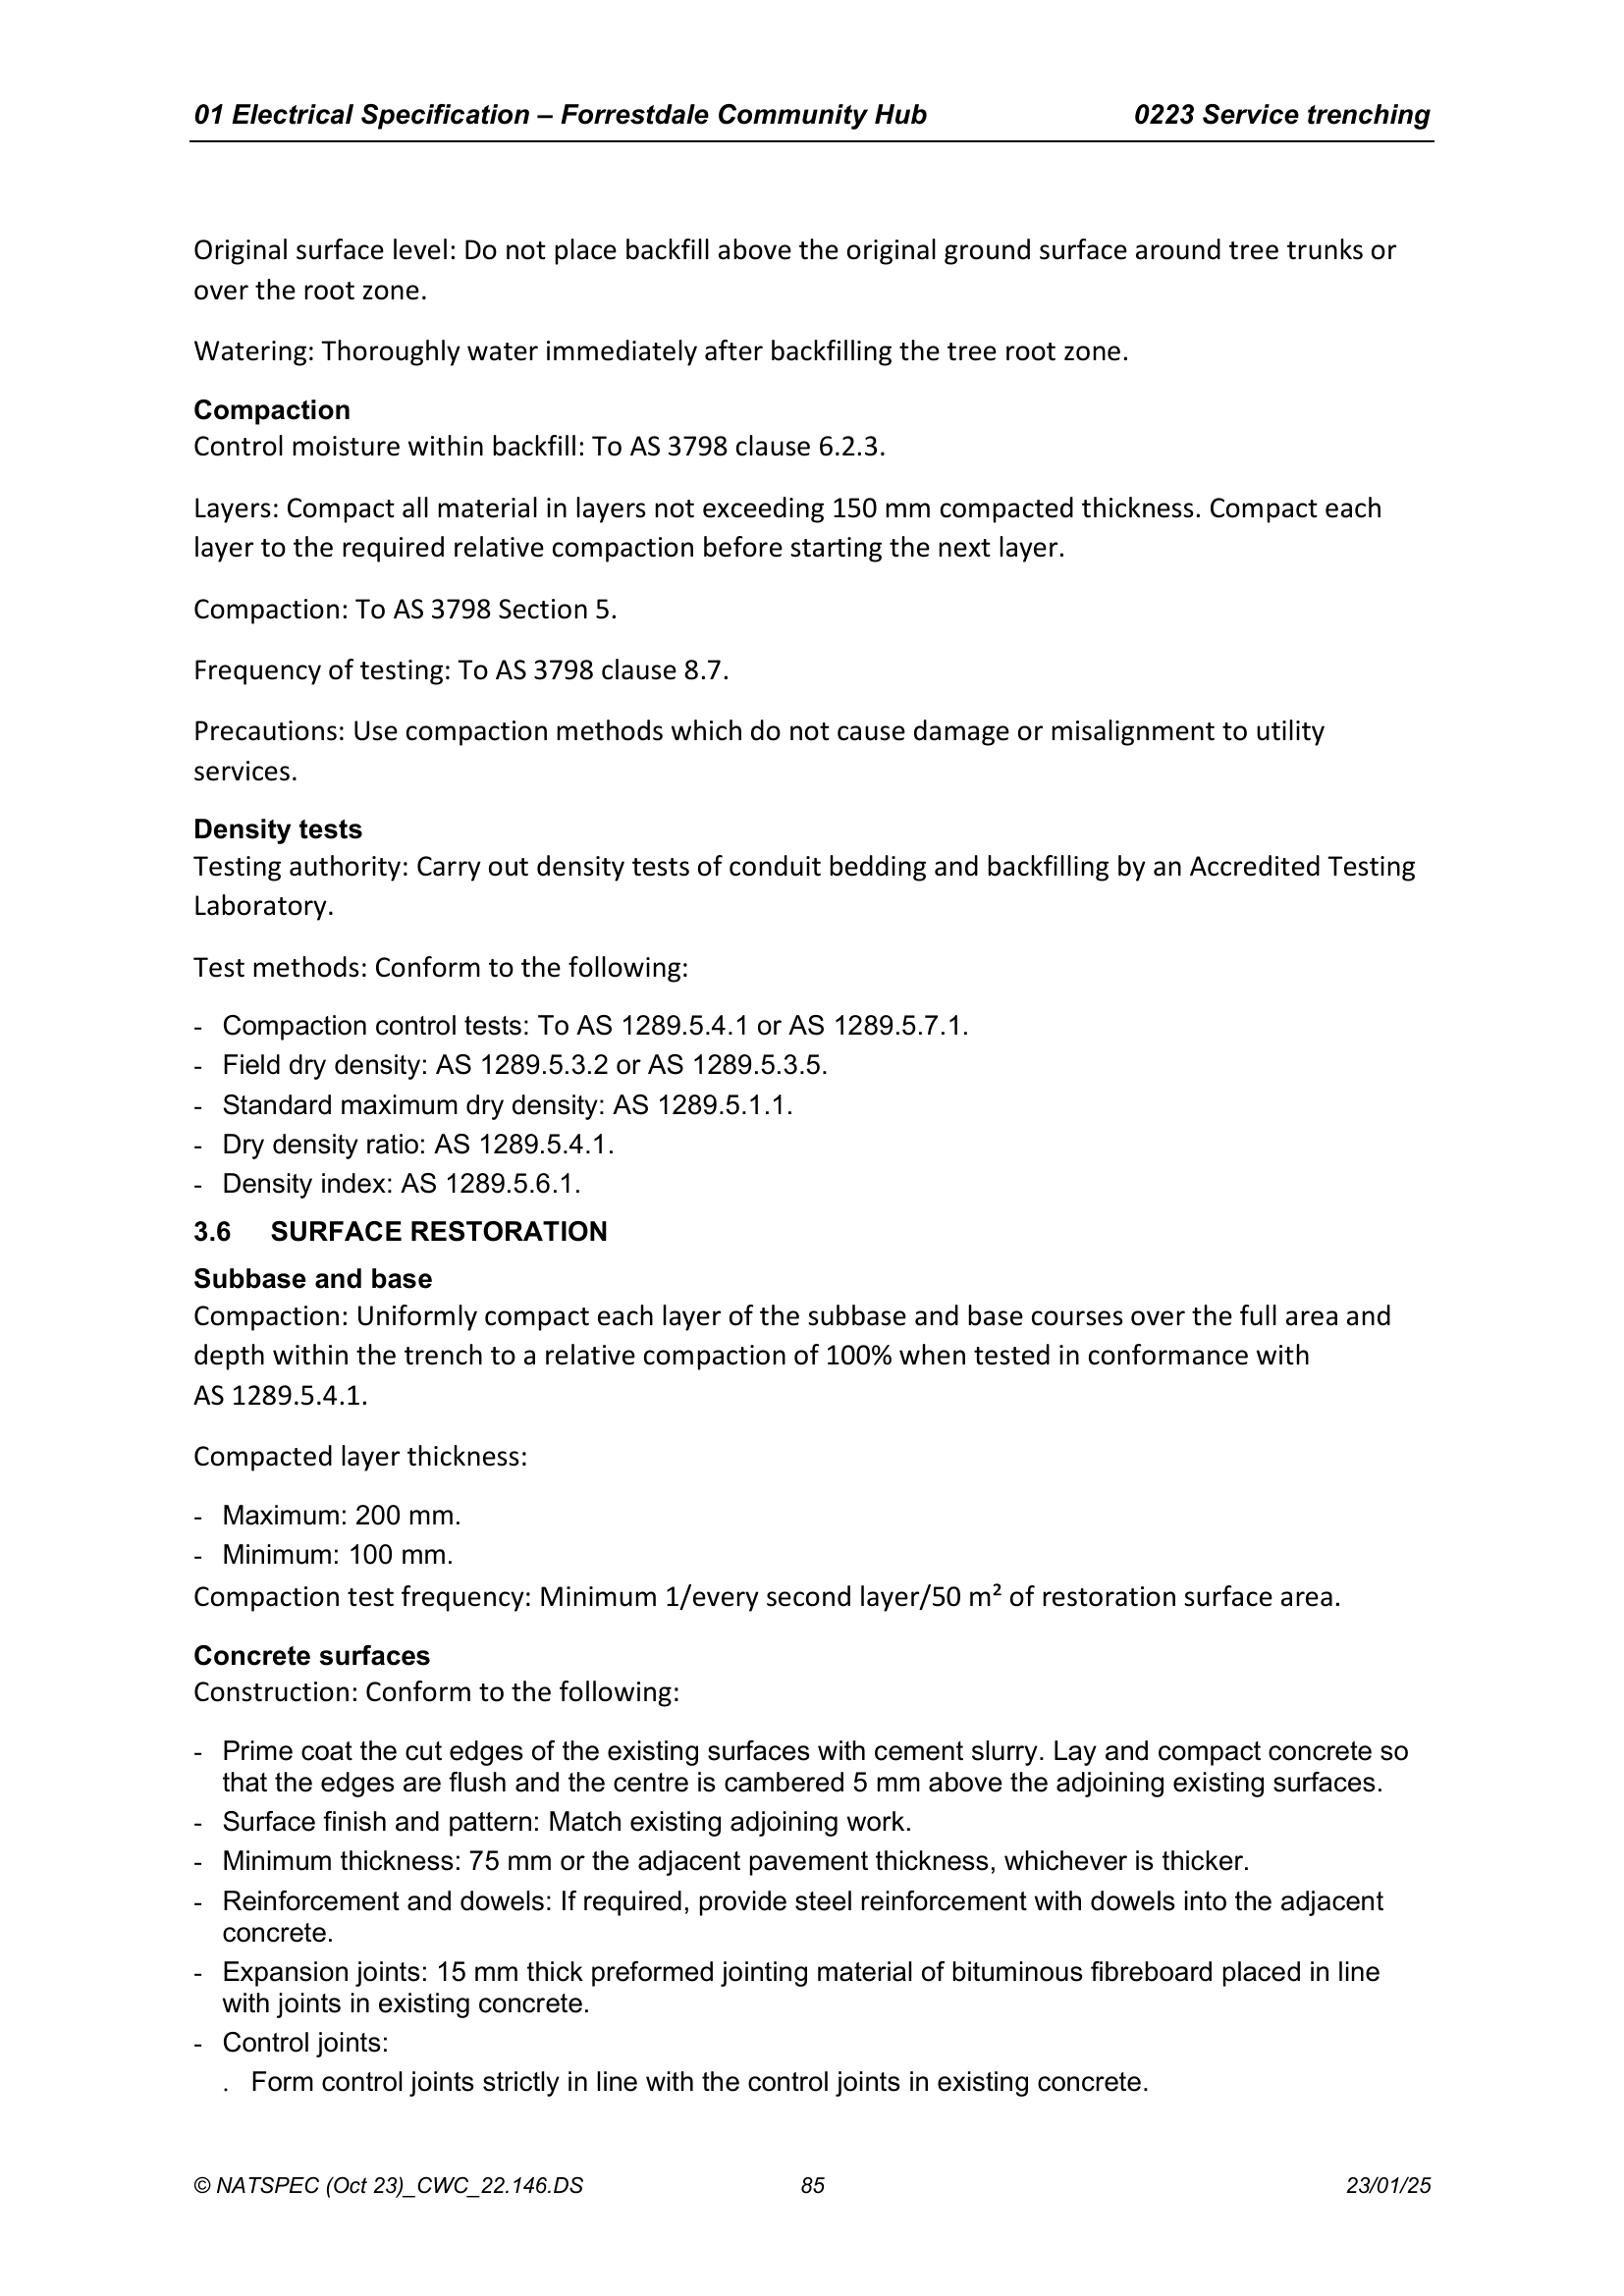 01 Electrical Specification – Forrestdale Community Hub 0223 Service trenching
Original surface level: Do not place backfill above the original ground surface around tree trunks or
over the root zone.
Watering: Thoroughly water immediately after backfilling the tree root zone.
Compaction
Control moisture within backfill: To AS 3798 clause 6.2.3.
Layers: Compact all material in layers not exceeding 150 mm compacted thickness. Compact each
layer to the required relative compaction before starting the next layer.
Compaction: To AS 3798 Section 5.
Frequency of testing: To AS 3798 clause 8.7.
Precautions: Use compaction methods which do not cause damage or misalignment to utility
services.
Density tests
Testing authority: Carry out density tests of conduit bedding and backfilling by an Accredited Testing
Laboratory.
Test methods: Conform to the following:
- Compaction control tests: To AS 1289.5.4.1 or AS 1289.5.7.1.
- Field dry density: AS 1289.5.3.2 or AS 1289.5.3.5.
- Standard maximum dry density: AS 1289.5.1.1.
- Dry density ratio: AS 1289.5.4.1.
- Density index: AS 1289.5.6.1.
3.6 SURFACE RESTORATION
Subbase and base
Compaction: Uniformly compact each layer of the subbase and base courses over the full area and
depth within the trench to a relative compaction of 100% when tested in conformance with
AS 1289.5.4.1.
Compacted layer thickness:
- Maximum: 200 mm.
- Minimum: 100 mm.
Compaction test frequency: Minimum 1/every second layer/50 m² of restoration surface area.
Concrete surfaces
Construction: Conform to the following:
- Prime coat the cut edges of the existing surfaces with cement slurry. Lay and compact concrete so
that the edges are flush and the centre is cambered 5 mm above the adjoining existing surfaces.
- Surface finish and pattern: Match existing adjoining work.
- Minimum thickness: 75 mm or the adjacent pavement thickness, whichever is thicker.
- Reinforcement and dowels: If required, provide steel reinforcement with dowels into the adjacent
concrete.
- Expansion joints: 15 mm thick preformed jointing material of bituminous fibreboard placed in line
with joints in existing concrete.
- Control joints:
. Form control joints strictly in line with the control joints in existing concrete.
© NATSPEC (Oct 23)_CWC_22.146.DS 85 23/01/25